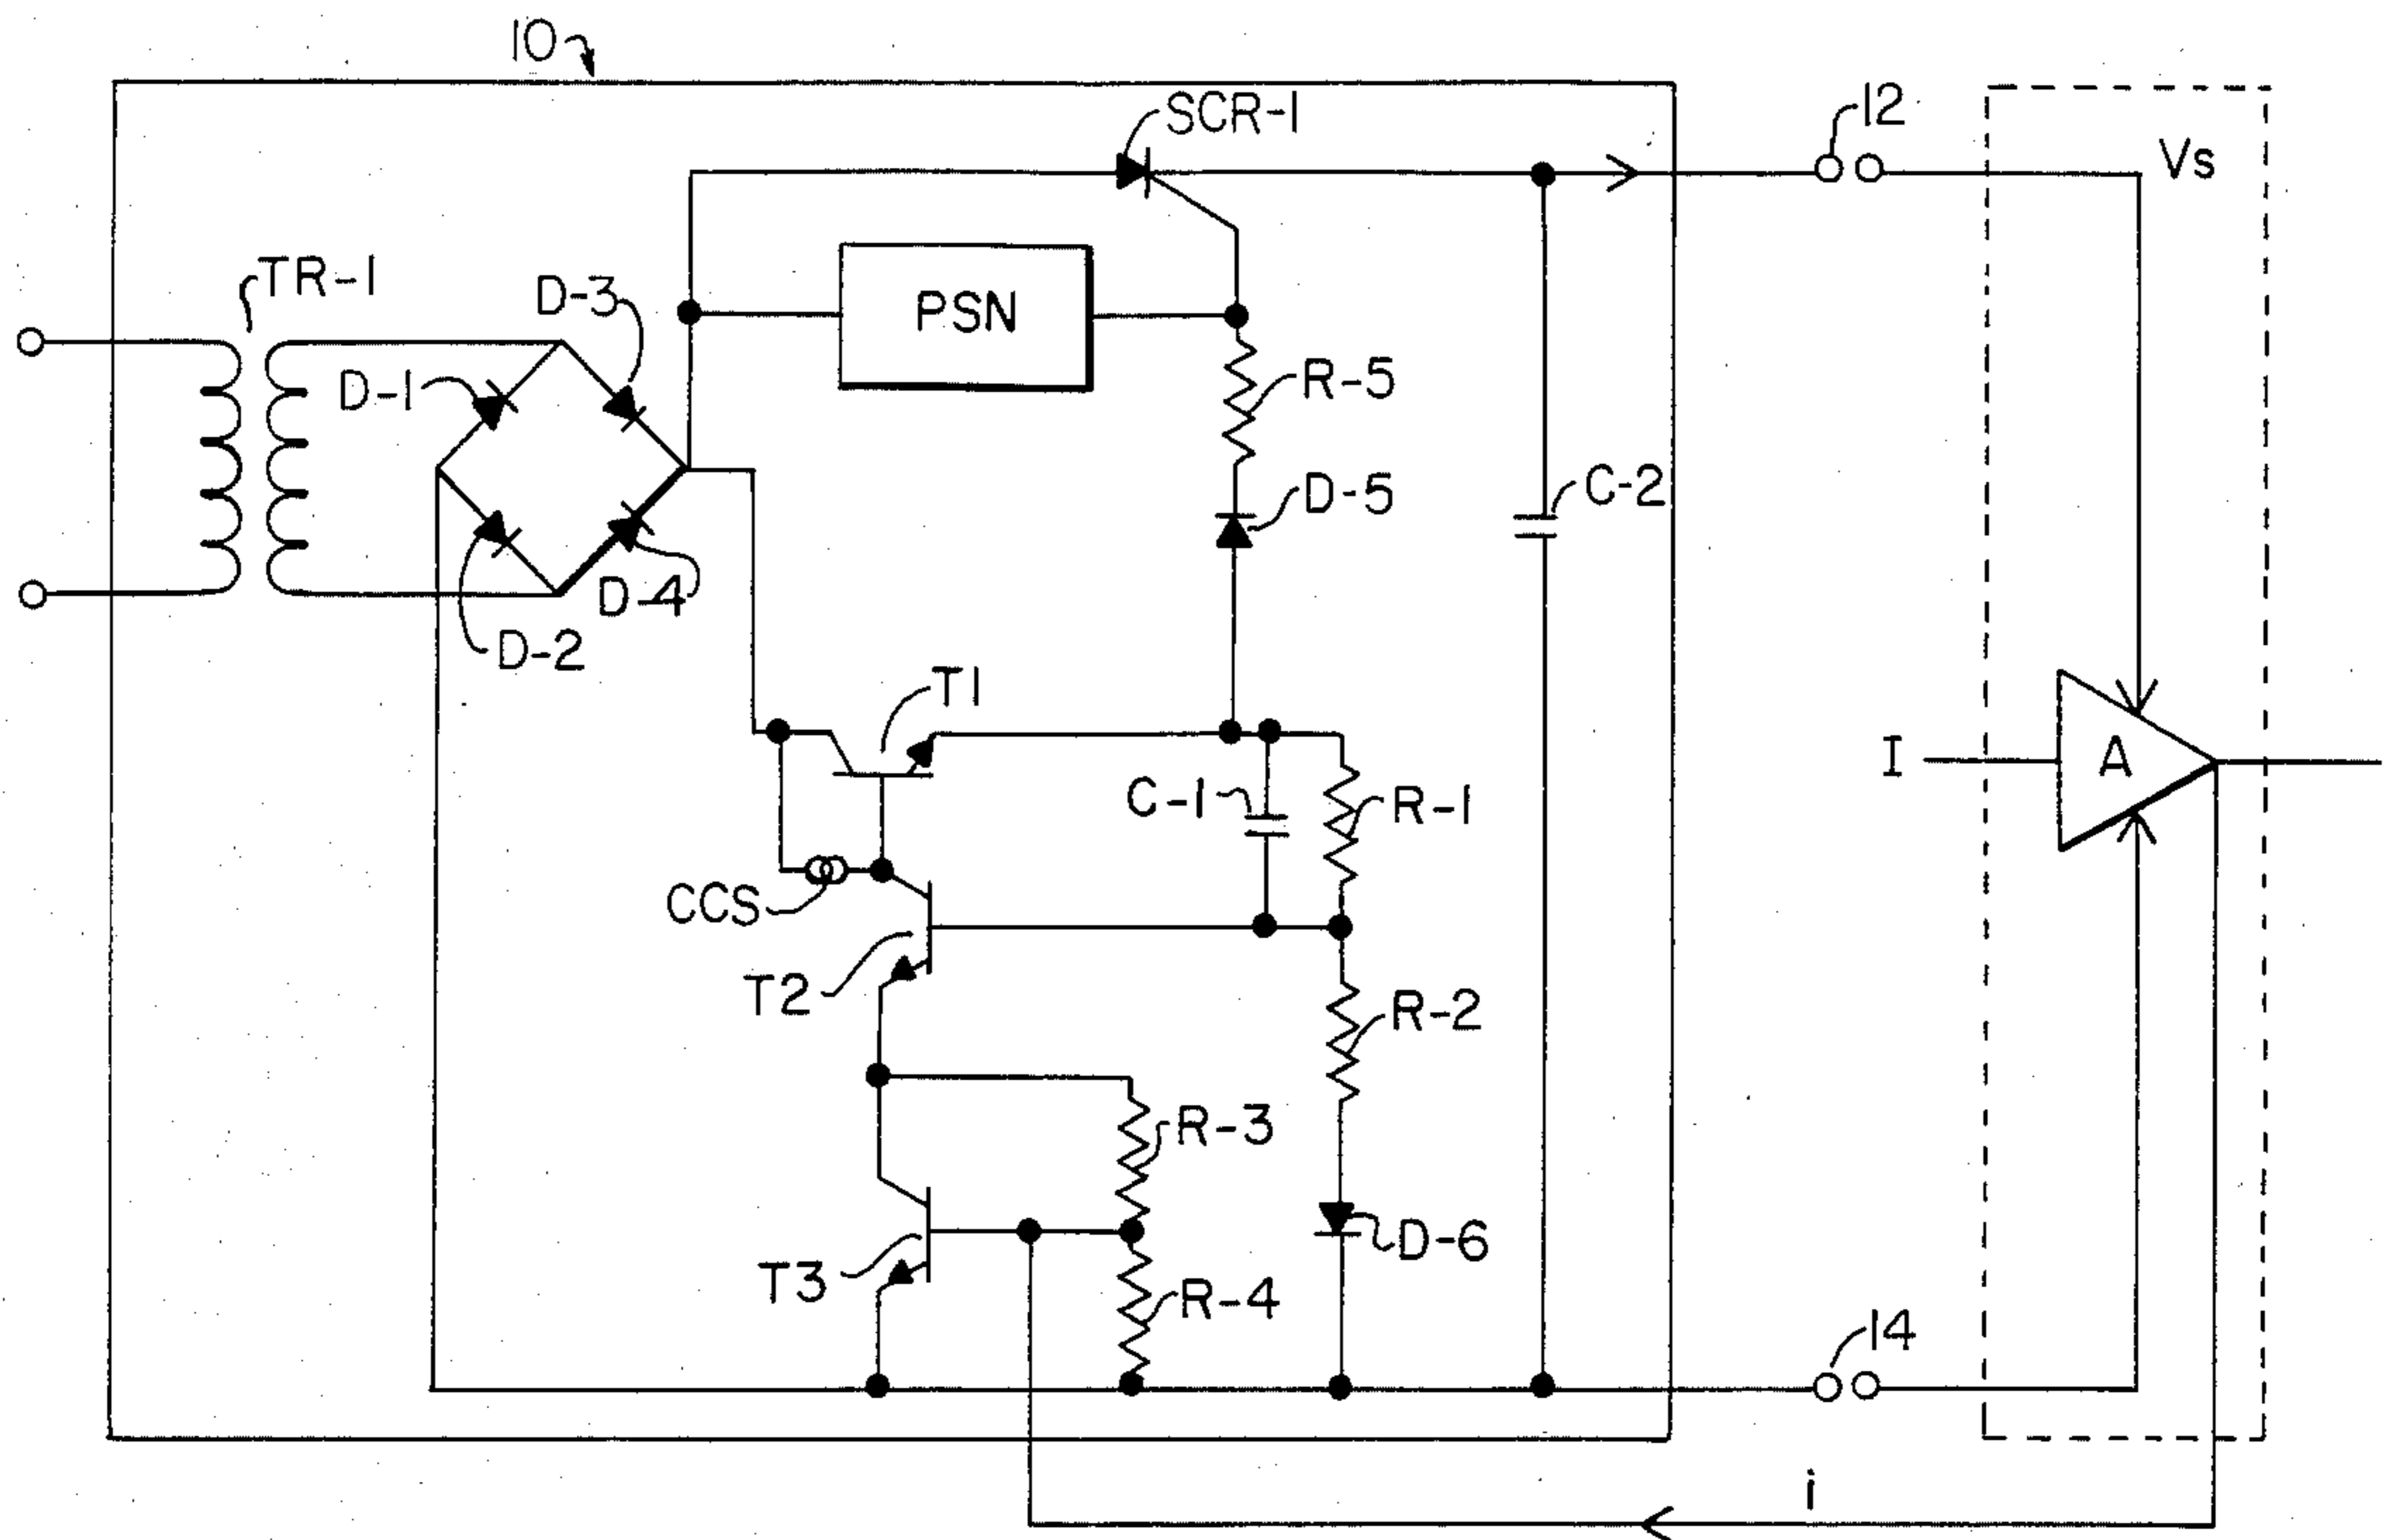 10
SCR-1
12
Vs
TR-1
D-3
PSN
D-1
R-5
D-5
C-2
D-4
D-2
T1
I
A
C-1
R-1
CCS
T2
R-2
R-3
T3
D-6
R-4
14
i